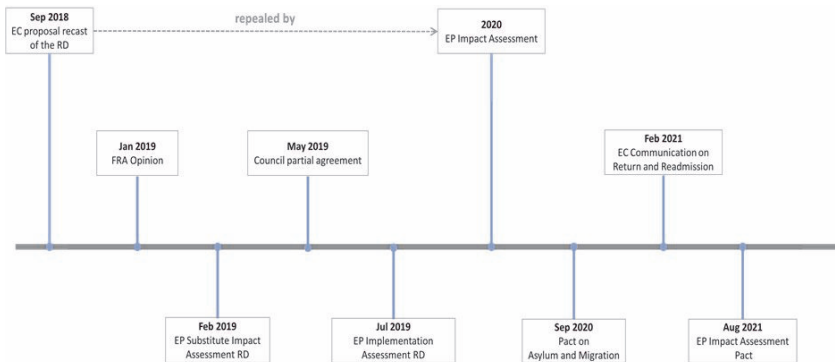 Sep 2018
EC proposal recast
of the RD
repealed by
2020
EP Impact Assessment
Jan 2019
FRA Opinion
May 2019
Council partial agreement
Feb 2021
EC Communication on
Return and Readmission
Feb 2019
EP Substitute Impact
Assessment RD
Jul 2019
EP Implementation
Assessment RD
Sep 2020
Pact on
Asylum and Migration
Aug 2021
EP Impact Assessment
Pact